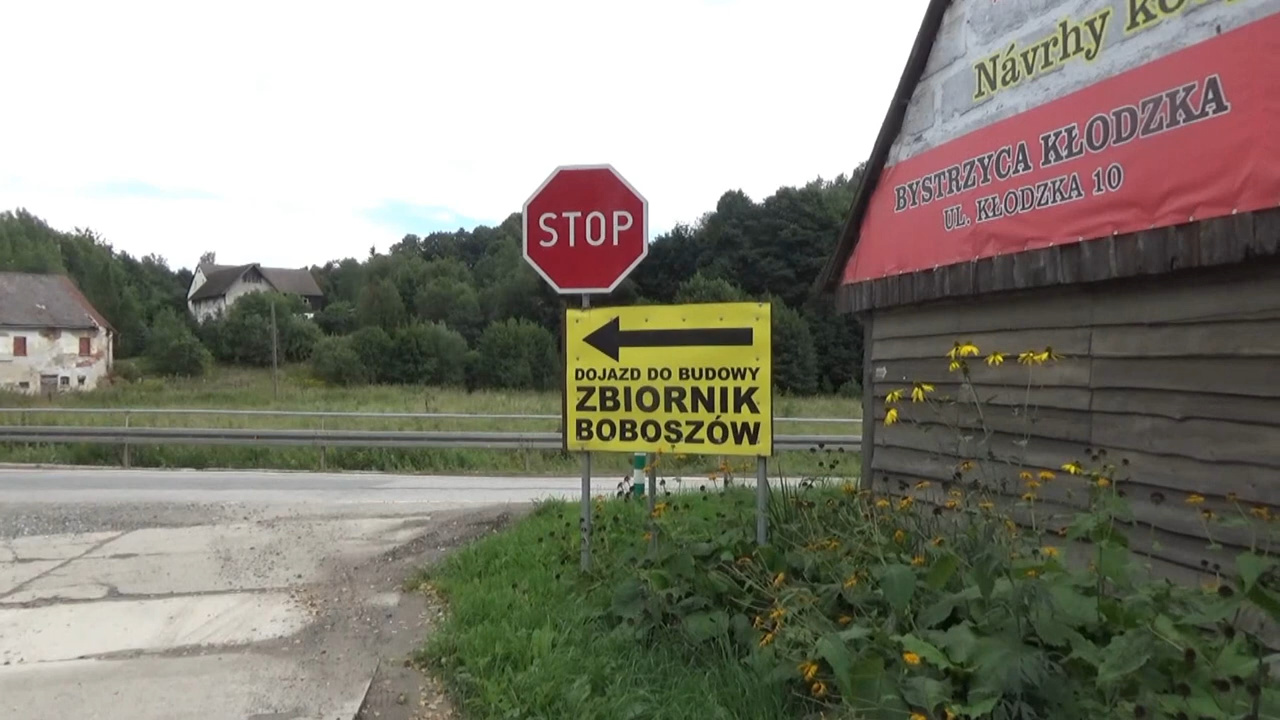 STOP
DOJAZD DO BUDOWY
ZBIORNIK
BOBOSZÓW
Návrhy
BYSTRZYCA KŁODZKA
UL. KŁODZKA 10